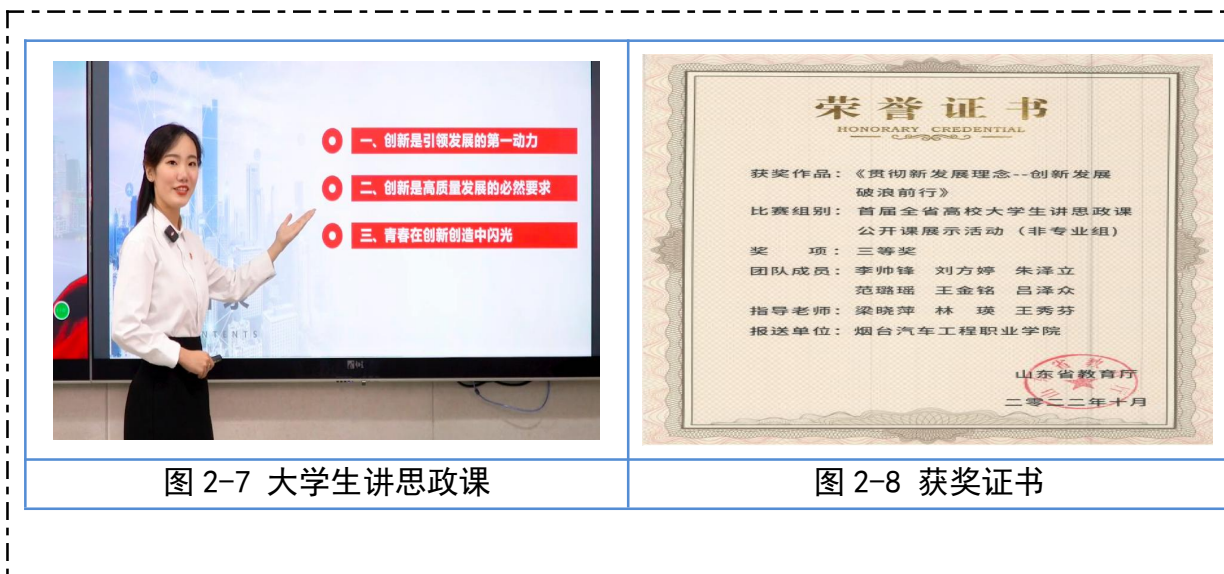 一、创新是引领发展的第一动力
二、创新是高质量发展的必然要求
三、青春在创新创造中闪光
荣誉证书
HONORARY CREDENTIAL
获奖作品：《贯彻新发展理念--创新发展
破浪前行》
比赛组别：首届全省高校大学生讲思政课
公开课展示活动（非专业组）
奖 项：三等奖
团队成员：李帅锋 刘方婷 朱泽立
范璐瑶 王金铭 吕泽众
指导老师：梁晓萍 林 瑛 王秀芬
报送单位：烟台汽车工程职业学院
山东省教育厅
二零二二年十月
图 2-7 大学生讲思政课
图 2-8 获奖证书